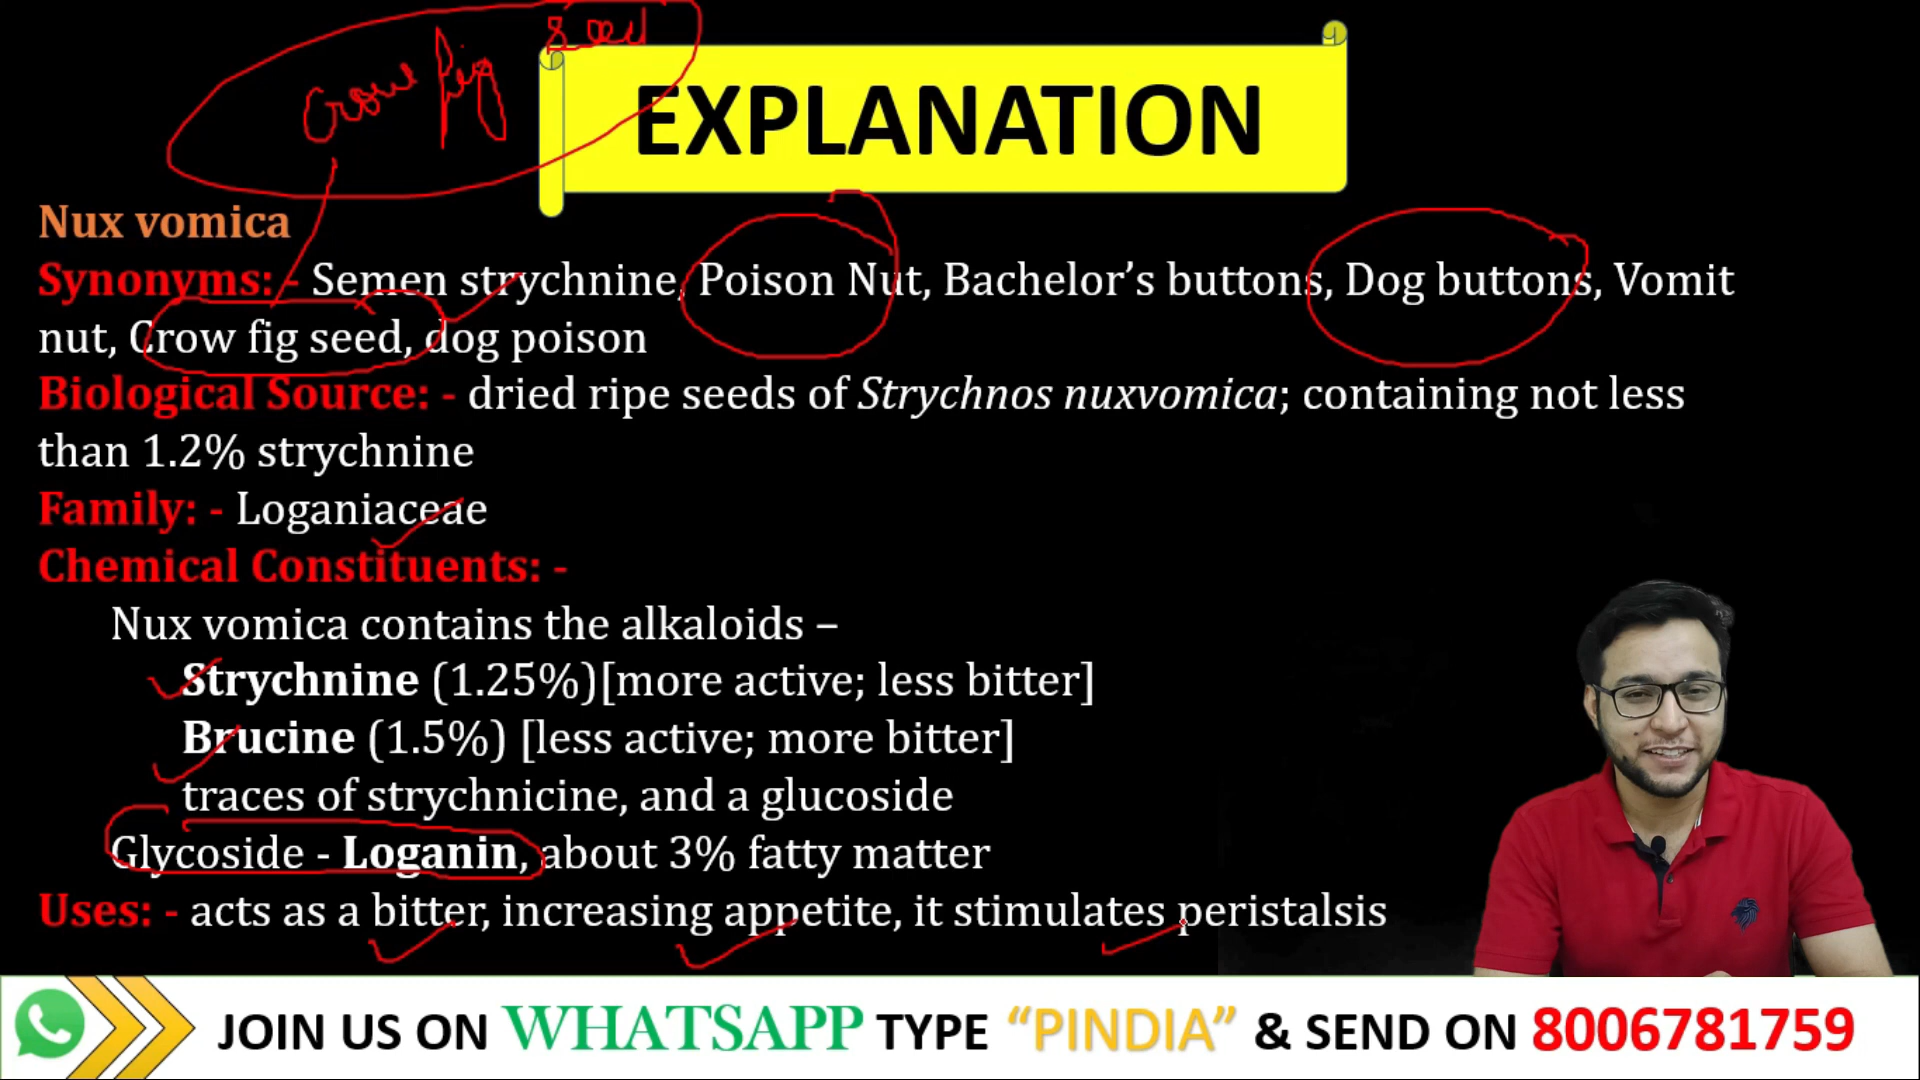 Crow fig seed
EXPLANATION
Nux vomica
Synonyms: - Semen strychnine, Poison Nut, Bachelor’s buttons, Dog buttons, Vomit
nut, Crow fig seed, dog poison
Biological Source: - dried ripe seeds of Strychnos nuxvomica; containing not less
than 1.2% strychnine
Family: - Loganiaceae
Chemical Constituents: -
Nux vomica contains the alkaloids –
Strychnine (1.25%)[more active; less bitter]
Brucine (1.5%) [less active; more bitter]
traces of strychnicine, and a glucoside
Glycoside - Loganin, about 3% fatty matter
Uses: - acts as a bitter, increasing appetite, it stimulates peristalsis
JOIN US ON WHATSAPP TYPE “PINDIA” & SEND ON 8006781759